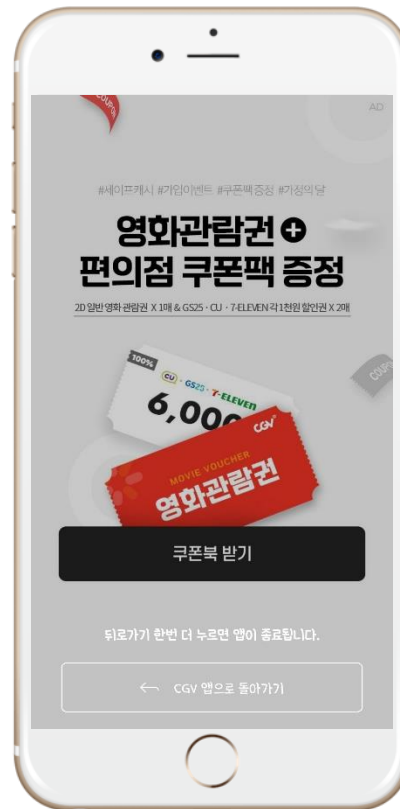 COUPON
AD
#세이프캐시 #가입이벤트 #쿠폰팩증정 #가정의달
영화관람권 +
편의점 쿠폰팩 증정
2D 일반 영화 관람권 X 1매 & GS25 · CU · 7-ELEVEN 각 1천원 할인권 X 2매
100%
CU · GS25 · 7-ELEVEN
6,000
COUPON
CGV
MOVIE VOUCHER
영화관람권
쿠폰북 받기
뒤로가기 한번 더 누르면 앱이 종료됩니다.
← CGV 앱으로 돌아가기